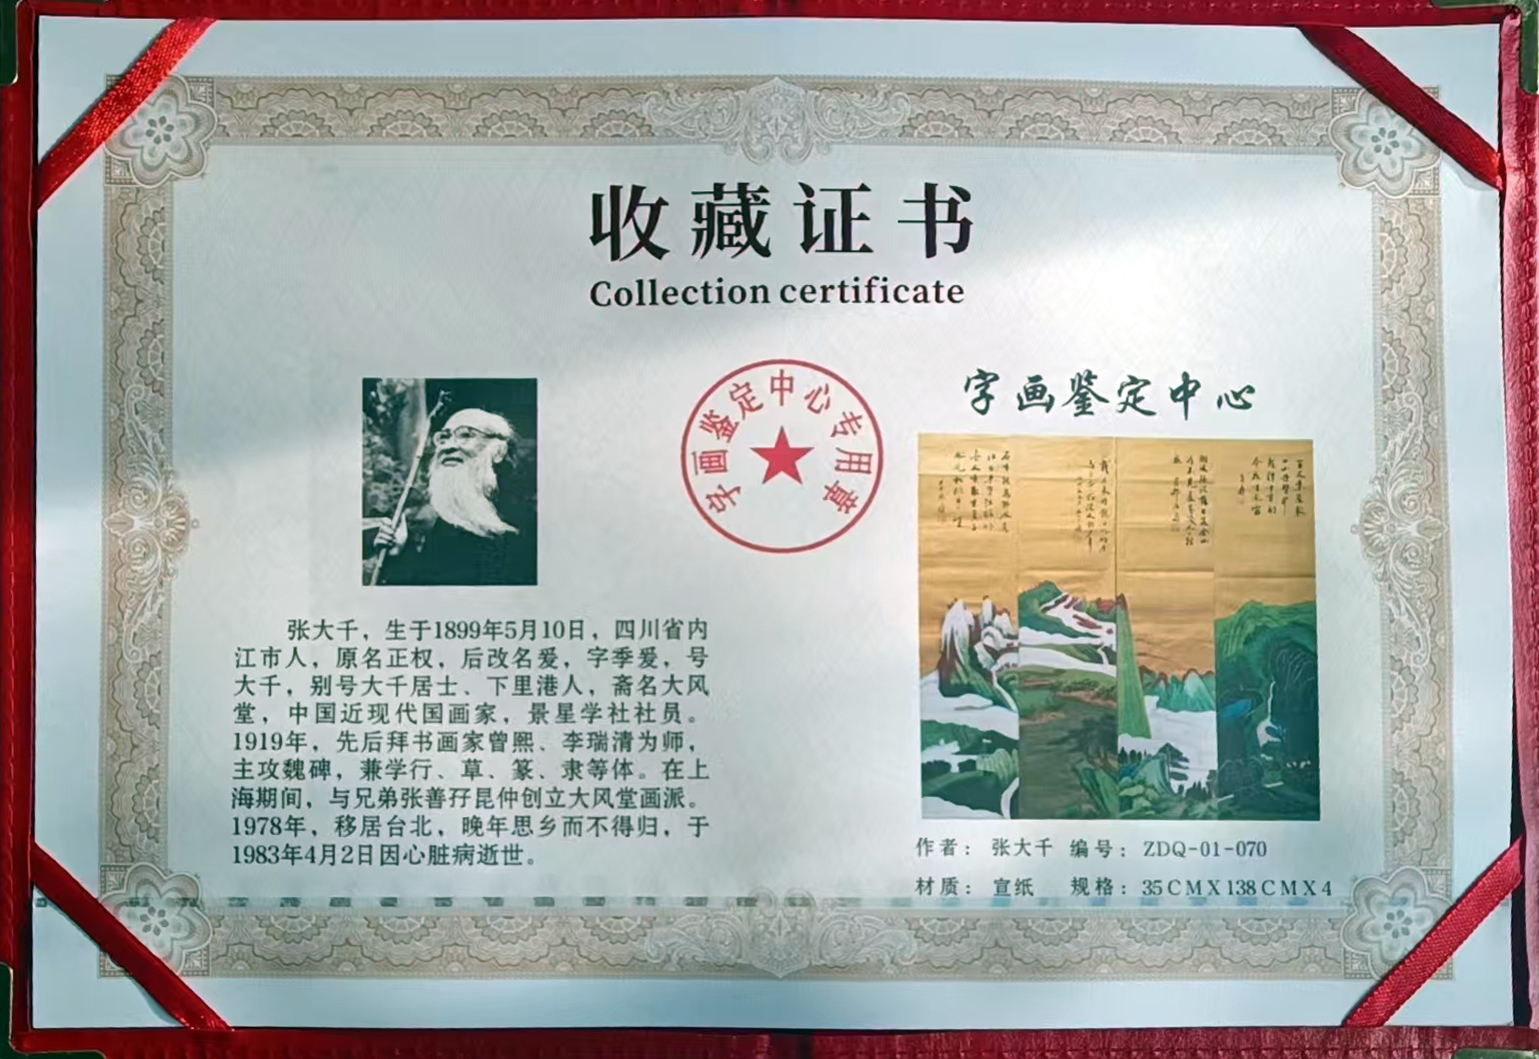 收藏证书
Collection certificate
字画鉴定中心专用章
字画鉴定中心
张大千，生于1899年5月10日，四川省内
江市人，原名正权，后改名爰，字季爰，号
大千，别号大千居士、下里港人，斋名大风
堂，中国近现代国画家，景星学社社员。
1919年，先后拜书画家曾熙、李瑞清为师，
主攻魏碑，兼学行、草、篆、隶等体。在上
海期间，与兄弟张善孖昆仲创立大风堂画派。
1978年，移居台北，晚年思乡而不得归，于
1983年4月2日因心脏病逝世。
作者：张大千 编号：ZDQ-01-070
材质：宣纸 规格：35CMX138CMX4